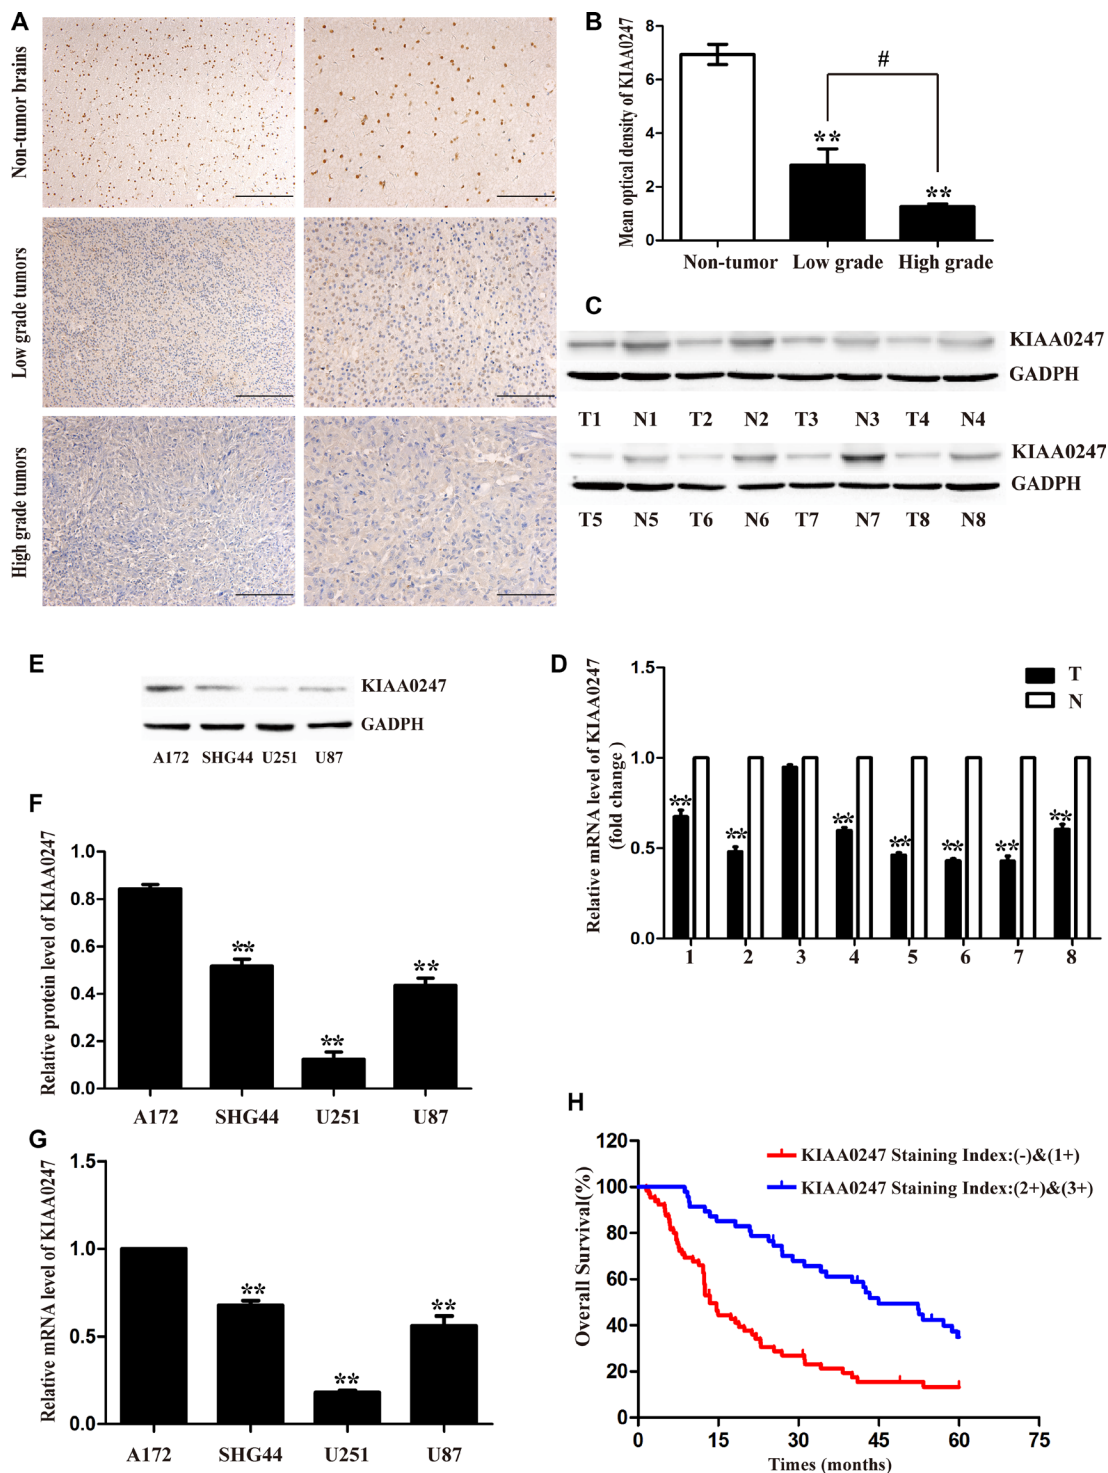 A
Non-tumor brains
Low grade tumors
High grade tumors
B
Mean optical density of KIAA0247
8
6
4
2
0
**
**
#
Non-tumor Low grade High grade
C
KIAA0247
GADPH
T1 N1 T2 N2 T3 N3 T4 N4
KIAA0247
GADPH
T5 N5 T6 N6 T7 N7 T8 N8
E
KIAA0247
GADPH
A172 SHG44 U251 U87
D
Relative mRNA level of KIAA0247
(fold change )
1.5
1.0
0.5
0.0
T
N
** ** ** ** ** ** **
1 2 3 4 5 6 7 8
F
Relative protein level of KIAA0247
1.0
0.8
0.6
0.4
0.2
0.0
** ** **
A172 SHG44 U251 U87
G
Relative mRNA level of KIAA0247
1.5
1.0
0.5
0.0
** ** **
A172 SHG44 U251 U87
H
Overall Survival(%)
120
100
80
60
40
20
0
KIAA0247 Staining Index:(-)&(1+)
KIAA0247 Staining Index:(2+)&(3+)
0 15 30 45 60 75
Times (months)